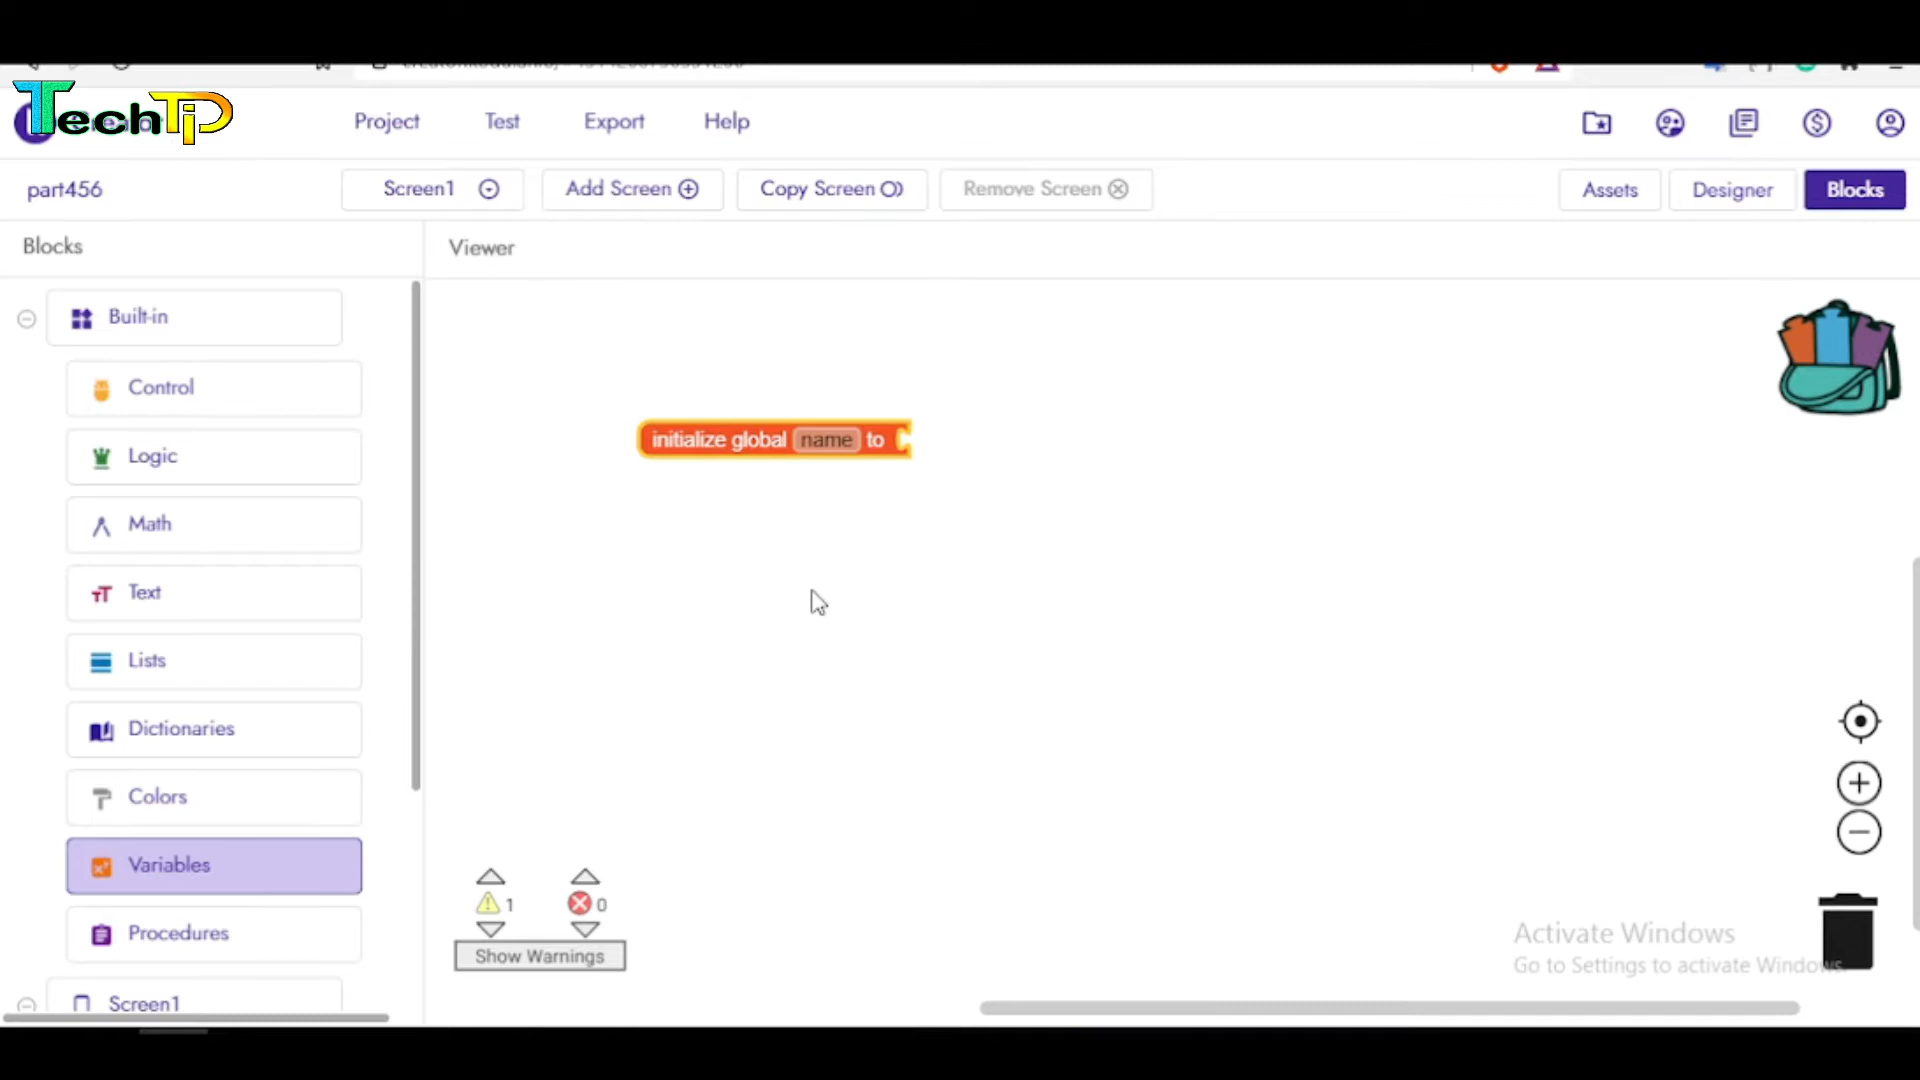 TechTip
Project Test Export Help
part456 Screen1 Add Screen Copy Screen Remove Screen Assets Designer Blocks
Blocks Viewer
Built-in
Control
initialize global name to
Logic
Math
Text
Lists
Dictionaries
Colors
Variables
1 0
Procedures
Show Warnings
Activate Windows
Go to Settings to activate Windows.
Screen1